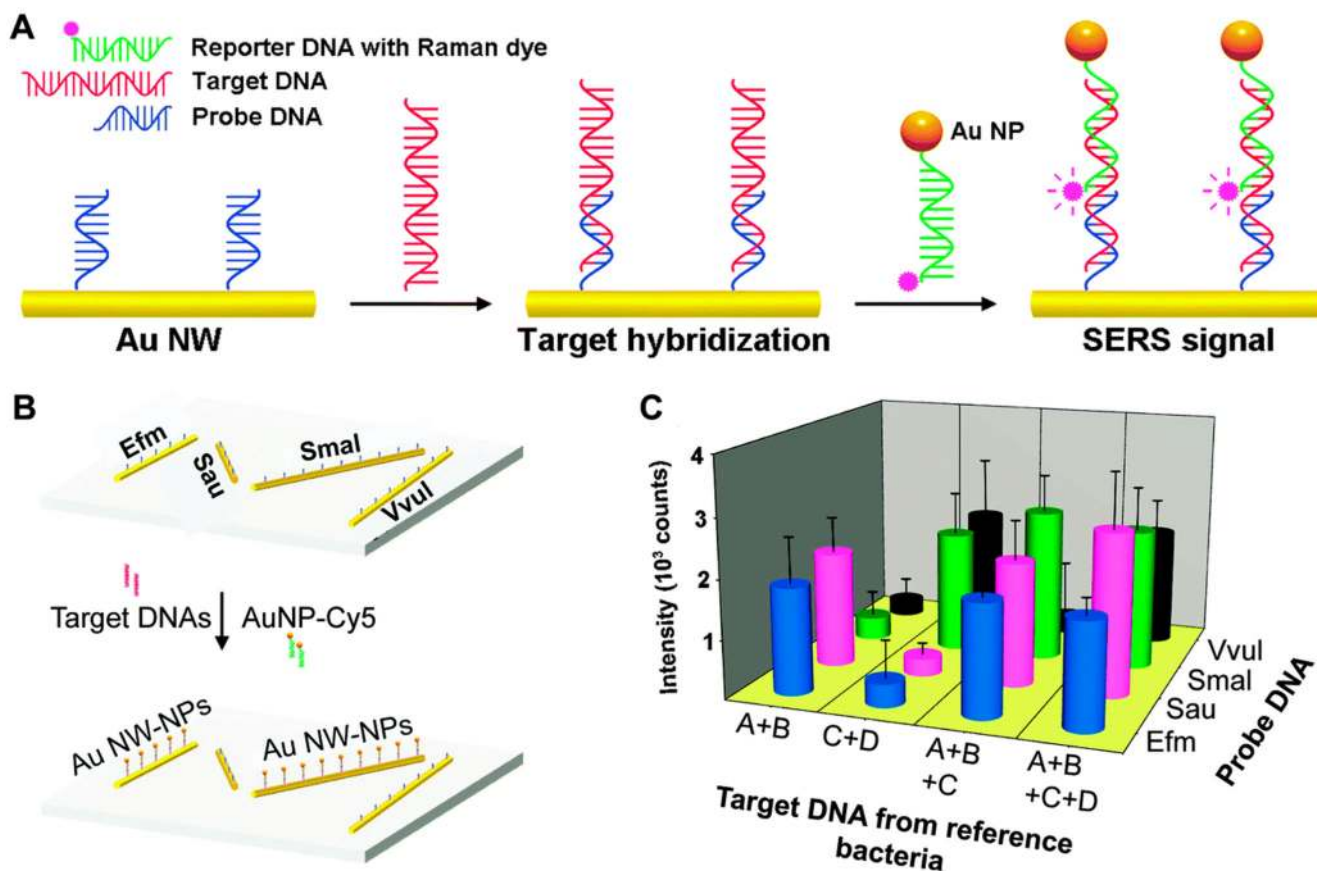 A
Reporter DNA with Raman dye
Target DNA
Probe DNA
Au NP
Au NW
Target hybridization
SERS signal
B
Efm
Sau
Smal
Vvul
Target DNAs
AuNP-Cy5
Au NW-NPs
Au NW-NPs
C
Intensity (10³ counts)
4
3
2
1
A+B
C+D
A+B
+C
A+B
+C+D
Target DNA from reference
bacteria
Vvul
Smal
Sau
Efm
Probe DNA